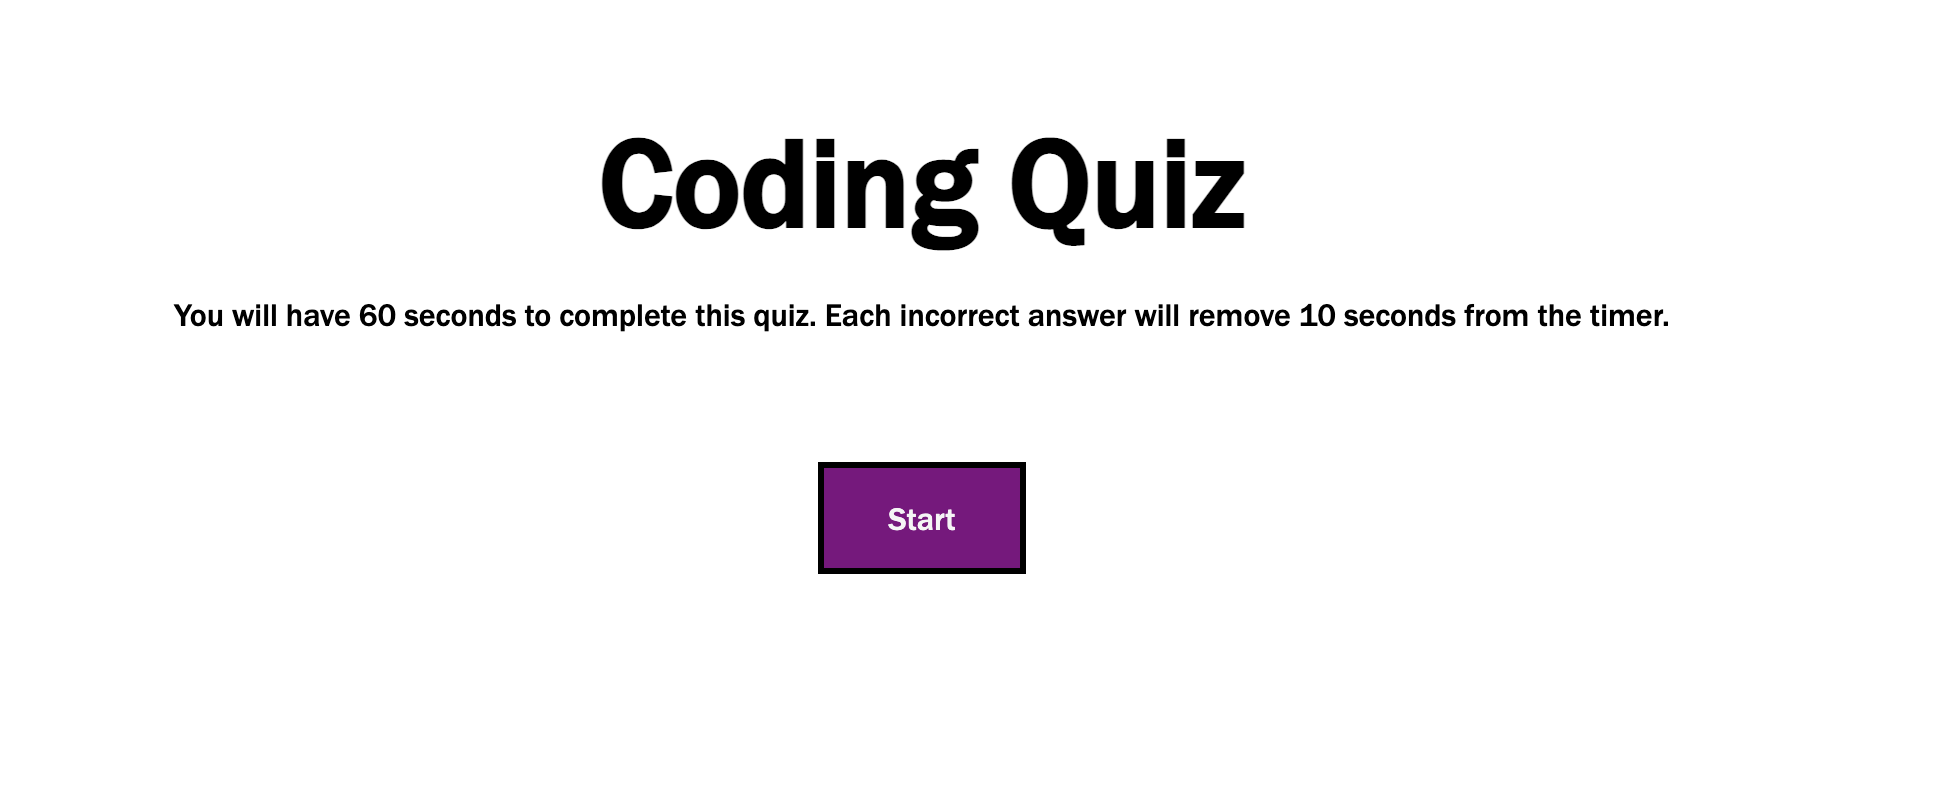 Coding Quiz
You will have 60 seconds to complete this quiz. Each incorrect answer will remove 10 seconds from the timer.
Start